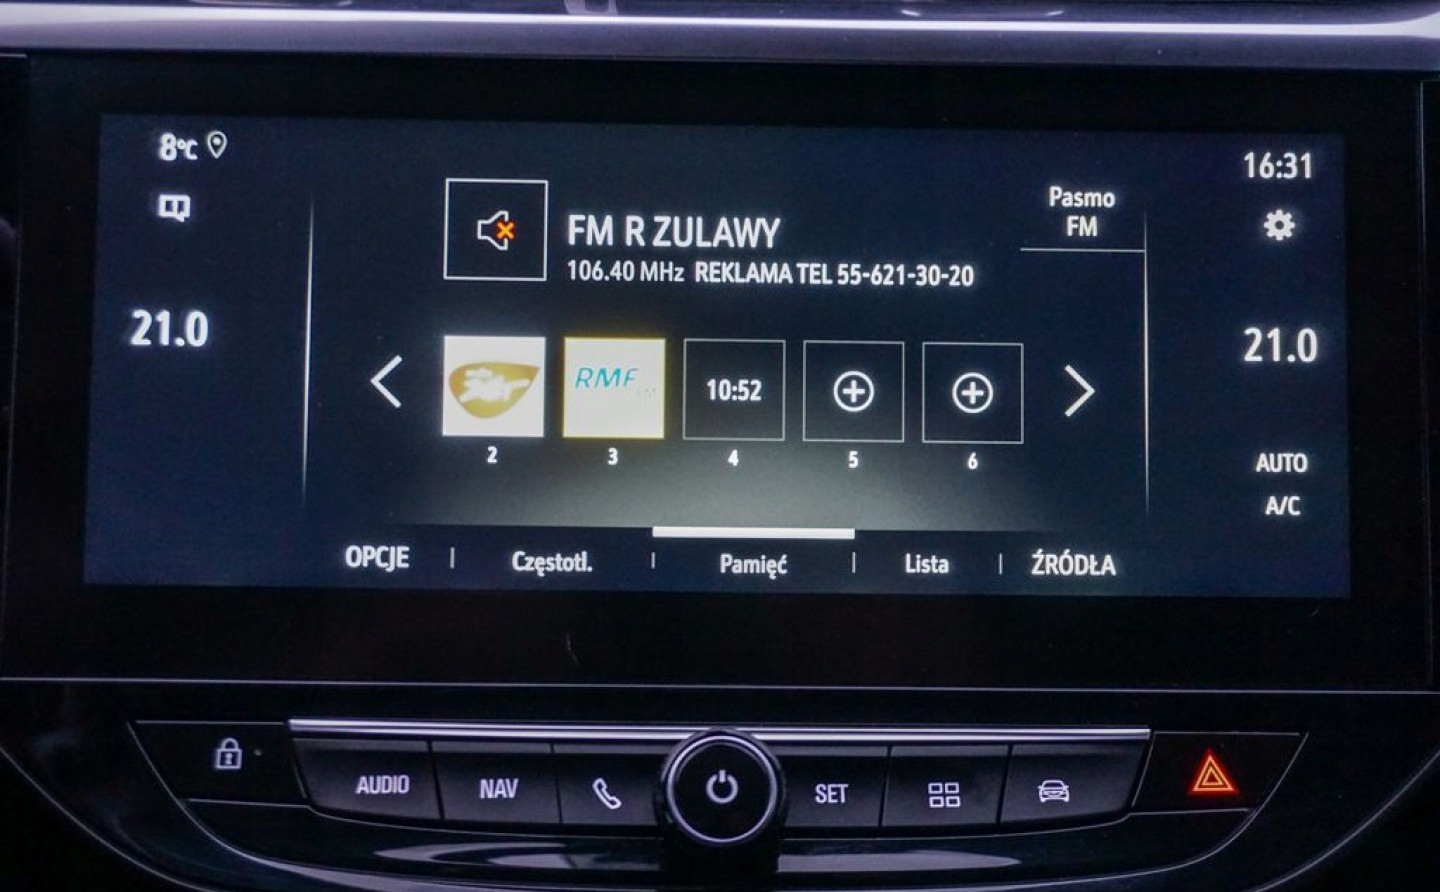 8°C
16:31
Pasmo
FM
FM R ZULAWY
106.40 MHz REKLAMA TEL 55-621-30-20
21.0
21.0
RMF FM
10:52
2
3
4
5
6
AUTO
A/C
OPCJE
Częstotl.
Pamięć
Lista
ŹRÓDŁA
AUDIO
NAV
SET